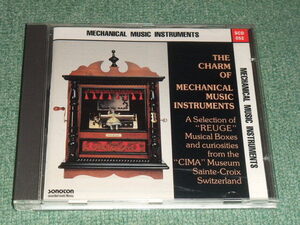 MECHANICAL MUSIC INSTRUMENTS
SCD
THE
CHARM
OF
MECHANICAL
MUSIC
INSTRUMENTS
A Selection of
"REUGE"
Musical Boxes
and curiosities
from the
"CIMA" Museum
Sainte-Croix
Switzerland
MECHANICAL MUSIC INSTRUMENTS
sonoton